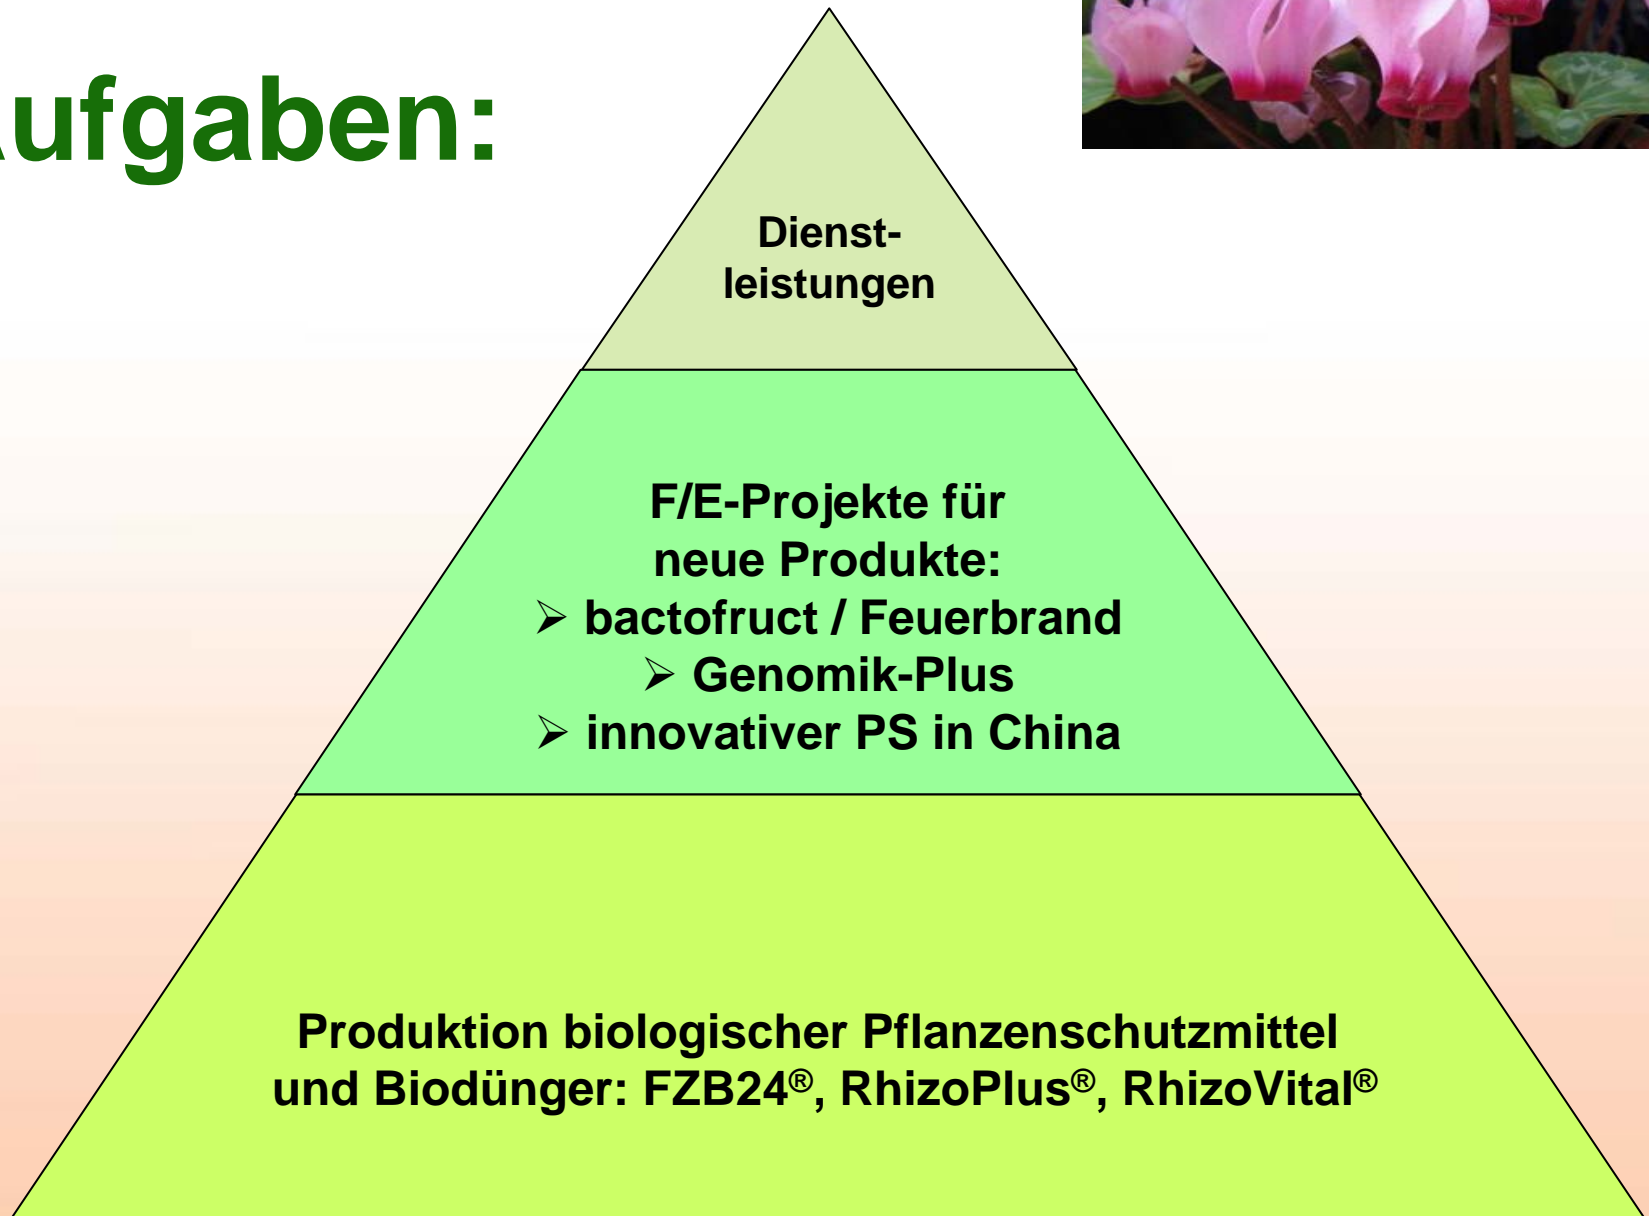 Aufgaben:
Dienst-
leistungen
F/E-Projekte für
neue Produkte:
➢ bactofruct / Feuerbrand
➢ Genomik-Plus
➢ innovativer PS in China
Produktion biologischer Pflanzenschutzmittel
und Biodünger: FZB24®, RhizoPlus®, RhizoVital®